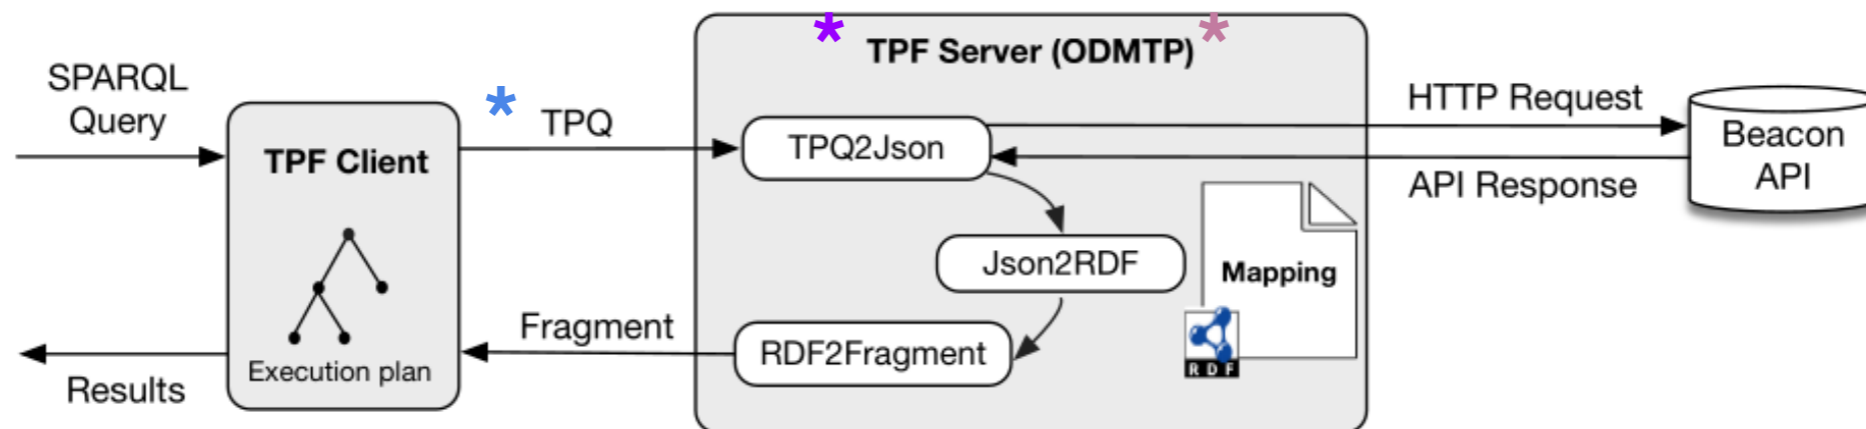 SPARQL
Query
TPF Client
Execution plan
Results
* TPQ
Fragment
* TPF Server (ODMTP) *
TPQ2Json
Json2RDF
RDF2Fragment
Mapping
RDF
HTTP Request
API Response
Beacon
API